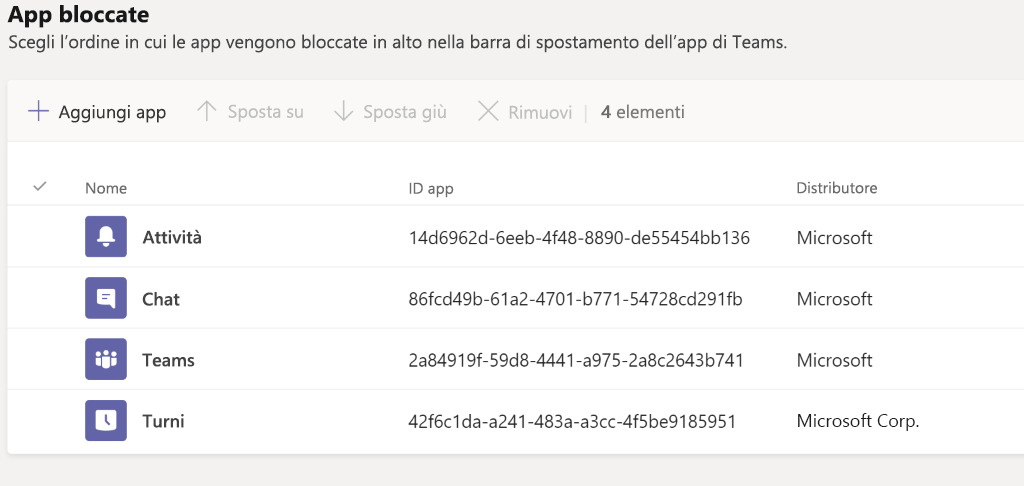 App bloccate
Scegli l’ordine in cui le app vengono bloccate in alto nella barra di spostamento dell’app di Teams.
Aggiungi app Sposta su Sposta giù Rimuovi 4 elementi
Nome ID app Distributore
Attività 14d6962d-6eeb-4f48-8890-de55454bb136 Microsoft
Chat 86fcd49b-61a2-4701-b771-54728cd291fb Microsoft
Teams 2a84919f-59d8-4441-a975-2a8c2643b741 Microsoft
Turni 42f6c1da-a241-483a-a3cc-4f5be9185951 Microsoft Corp.